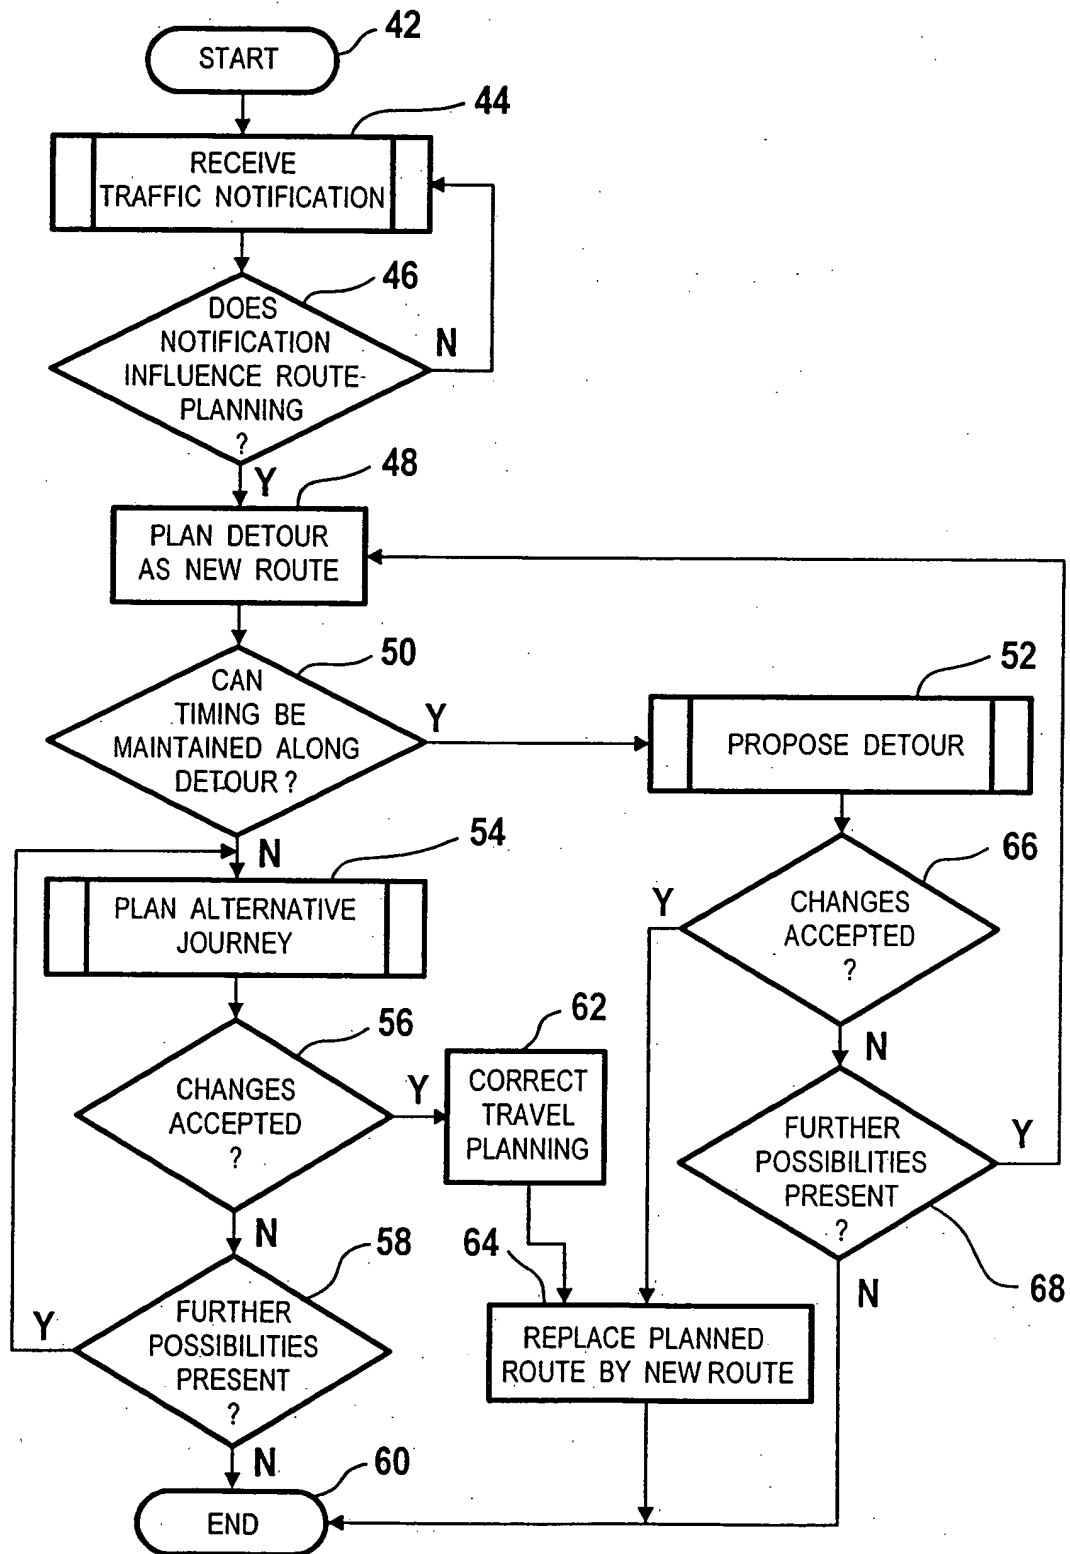 START
42
44
RECEIVE
TRAFFIC NOTIFICATION
46
DOES
NOTIFICATION
INFLUENCE ROUTE-
PLANNING
?
N
Y
48
PLAN DETOUR
AS NEW ROUTE
50
CAN
TIMING BE
MAINTAINED ALONG
DETOUR?
Y
N
52
PROPOSE DETOUR
54
PLAN ALTERNATIVE
JOURNEY
66
CHANGES
ACCEPTED
?
Y
N
56
CHANGES
ACCEPTED
?
Y
N
62
CORRECT
TRAVEL
PLANNING
FURTHER
POSSIBILITIES
PRESENT
?
Y
N
68
58
FURTHER
POSSIBILITIES
PRESENT
?
Y
N
64
REPLACE PLANNED
ROUTE BY NEW ROUTE
60
END